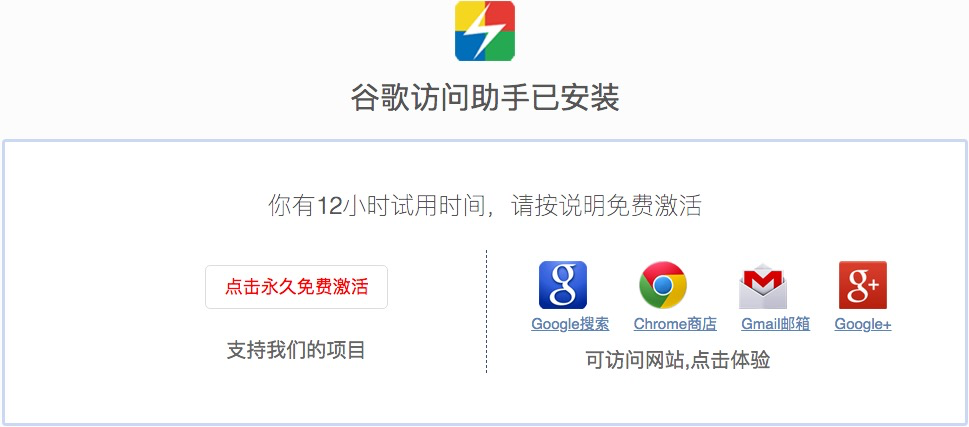 谷歌访问助手已安装
你有12小时试用时间，请按说明免费激活
点击永久免费激活
支持我们的项目
Google搜索 Chrome商店 Gmail邮箱 Google+
可访问网站,点击体验